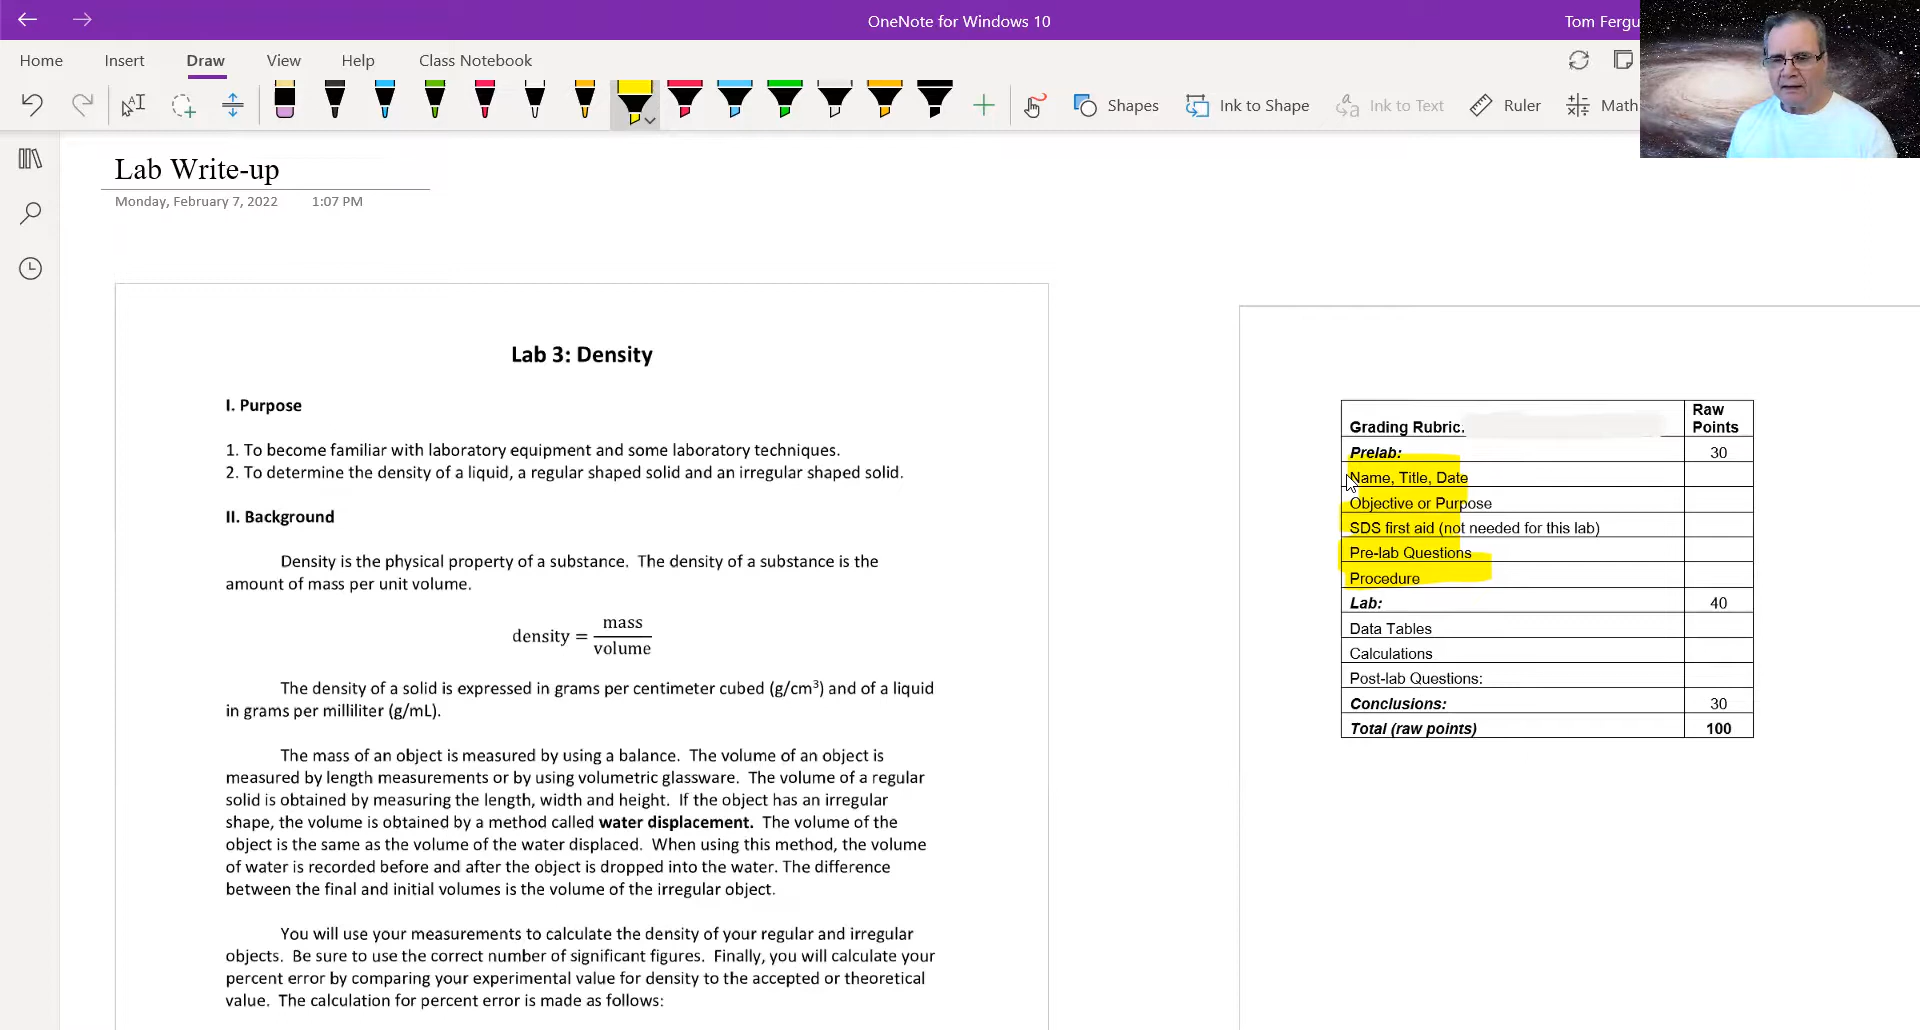 OneNote for Windows 10
Tom Fergu
Home Insert Draw View Help Class Notebook
Shapes Ink to Shape Ink to Text Ruler Math
Lab Write-up
Monday, February 7, 2022 1:07 PM
Lab 3: Density
I. Purpose
1. To become familiar with laboratory equipment and some laboratory techniques.
2. To determine the density of a liquid, a regular shaped solid and an irregular shaped solid.
II. Background
Density is the physical property of a substance. The density of a substance is the
amount of mass per unit volume.
density = mass
volume
The density of a solid is expressed in grams per centimeter cubed (g/cm³) and of a liquid
in grams per milliliter (g/mL).
The mass of an object is measured by using a balance. The volume of an object is
measured by length measurements or by using volumetric glassware. The volume of a regular
solid is obtained by measuring the length, width and height. If the object has an irregular
shape, the volume is obtained by a method called water displacement. The volume of the
object is the same as the volume of the water displaced. When using this method, the volume
of water is recorded before and after the object is dropped into the water. The difference
between the final and initial volumes is the volume of the irregular object.
You will use your measurements to calculate the density of your regular and irregular
objects. Be sure to use the correct number of significant figures. Finally, you will calculate your
percent error by comparing your experimental value for density to the accepted or theoretical
value. The calculation for percent error is made as follows:
Grading Rubric. Raw Points
Prelab: 30
Name, Title, Date
Objective or Purpose
SDS first aid (not needed for this lab)
Pre-lab Questions
Procedure
Lab: 40
Data Tables
Calculations
Post-lab Questions:
Conclusions: 30
Total (raw points) 100